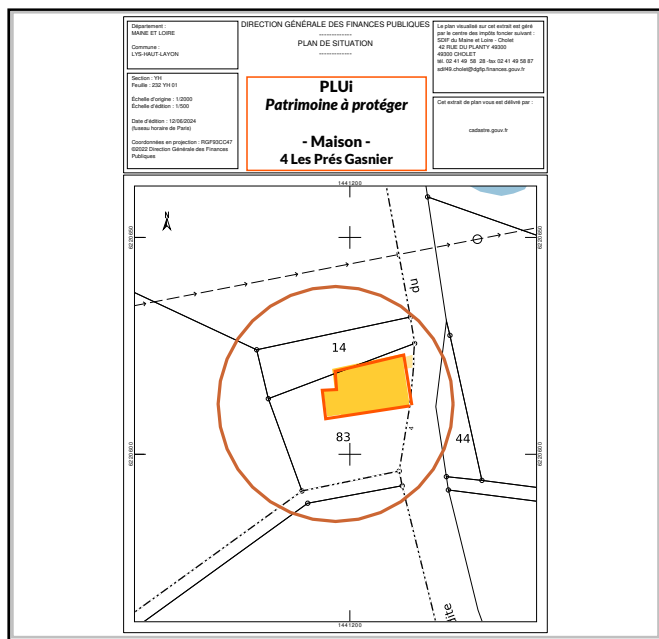 Département :
MAINE ET LOIRE
Commune :
LYS-HAUT-LAYON
Section : YH
Feuille : 232 YH 01
Échelle d'origine : 1/2000
Échelle d'édition : 1/500
Date d'édition : 12/06/2024
(fuseau horaire de Paris)
Coordonnées en projection : RGF93CC47
©2022 Direction Générale des Finances
Publiques
DIRECTION GÉNÉRALE DES FINANCES PUBLIQUES
-------------
PLAN DE SITUATION
-------------
PLUi
Patrimoine à protéger
- Maison -
4 Les Prés Gasnier
Le plan visualisé sur cet extrait est géré
par le centre des impôts foncier suivant :
SDIF du Maine et Loire - Cholet
42 RUE DU PLANTY 49300
49300 CHOLET
tél. 02 41 49 58 28 -fax 02 41 49 58 87
sdif49.cholet@dgfip.finances.gouv.fr
Cet extrait de plan vous est délivré par :
cadastre.gouv.fr
1441200
N
6220650
6220650
du
14
83
4
44
6220600
6220600
dite
1441200